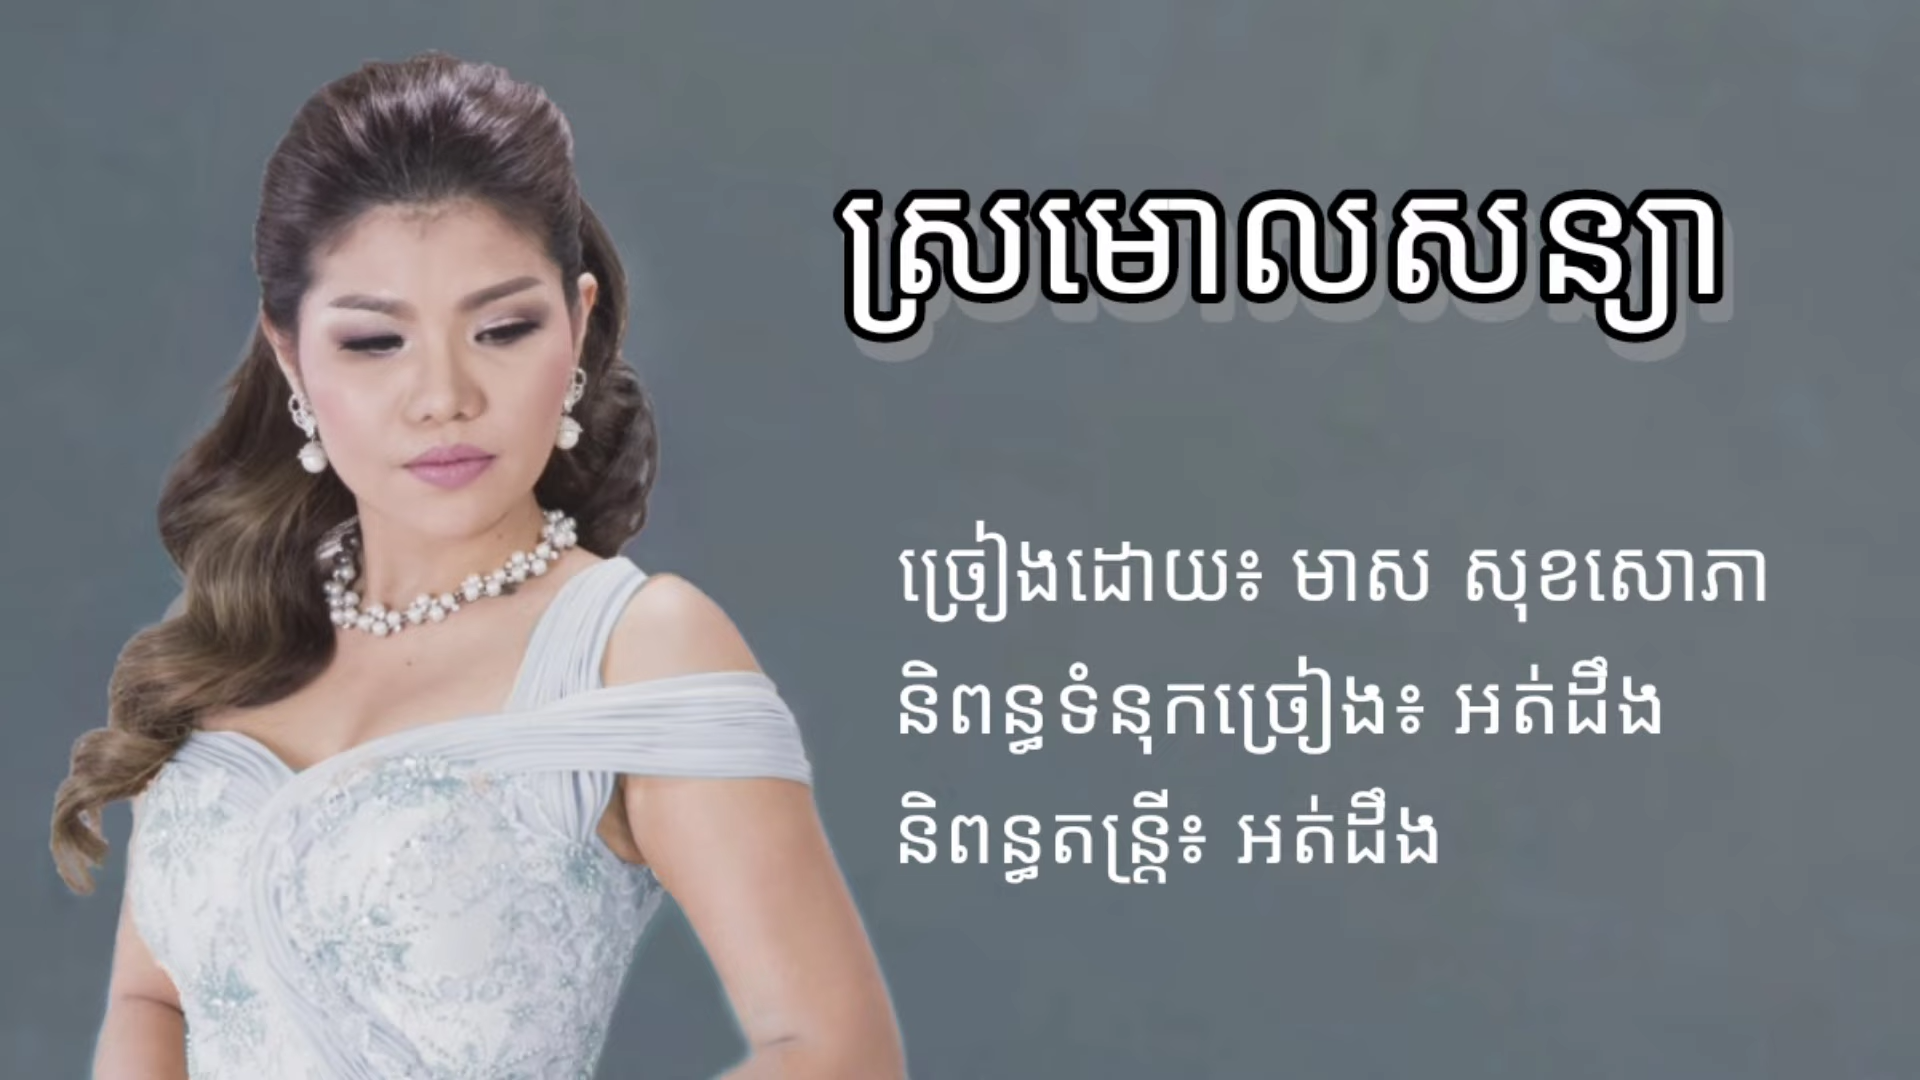 ស្រមោលសន្យា
ច្រៀងដោយ៖ មាស សុខសោភា
និពន្ធទំនុកច្រៀង៖ អត់ដឹង
និពន្ធតន្ត្រី៖ អត់ដឹង